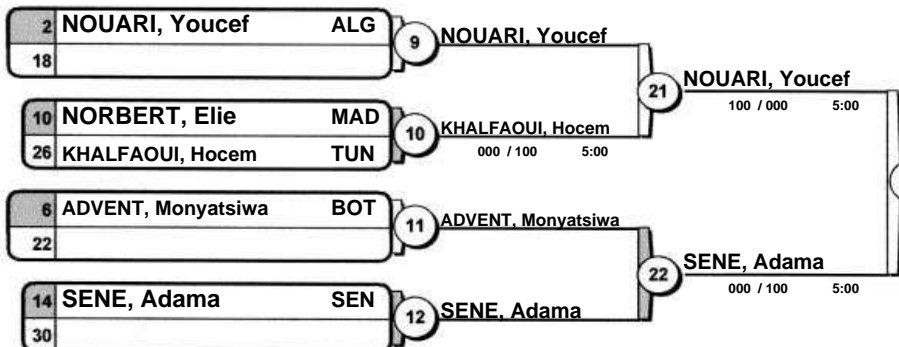 2 NOUARI, Youcef ALG
18
9 NOUARI, Youcef
10 NORBERT, Elie MAD
26 KHALFAOUI, Hocem TUN
10 KHALFAOUI, Hocem
000 / 100 5:00
21 NOUARI, Youcef
100 / 000 5:00
6 ADVENT, Monyatsiwa BOT
22
11 ADVENT, Monyatsiwa
14 SENE, Adama SEN
30
12 SENE, Adama
22 SENE, Adama
000 / 100 5:00